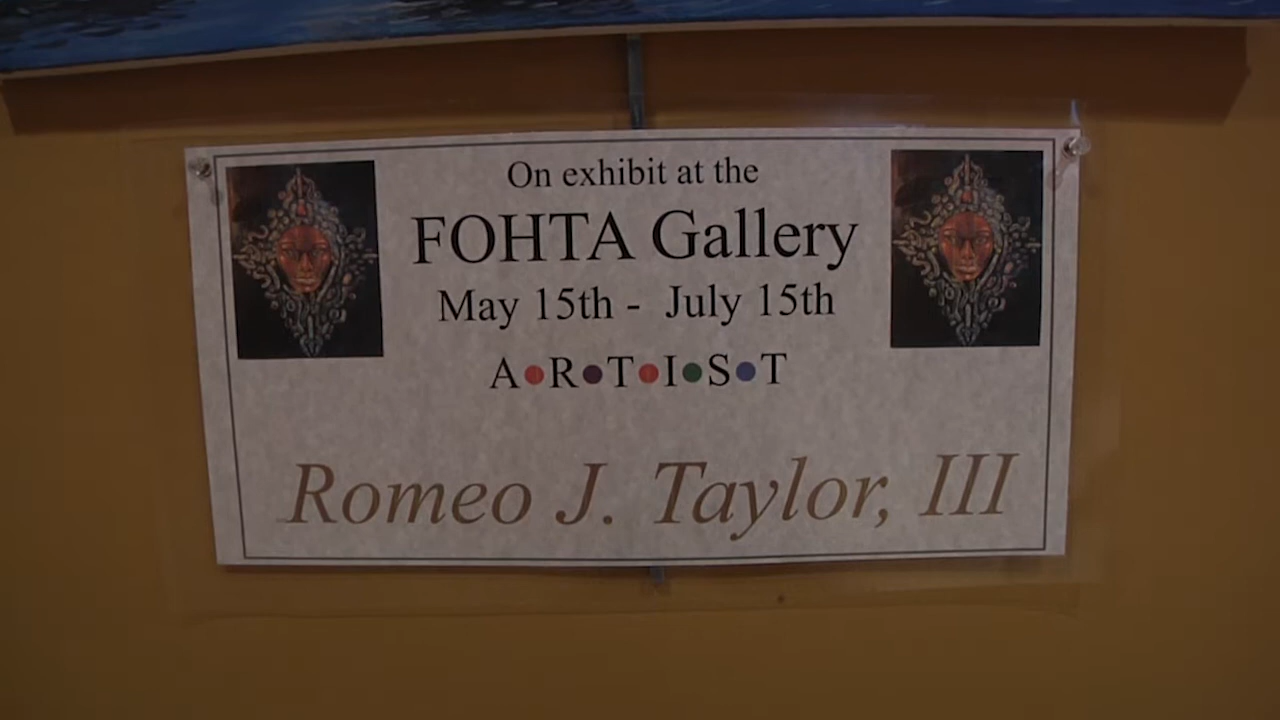 On exhibit at the
FOHTA Gallery
May 15th - July 15th
A•R•T•I•S•T
Romeo J. Taylor, III